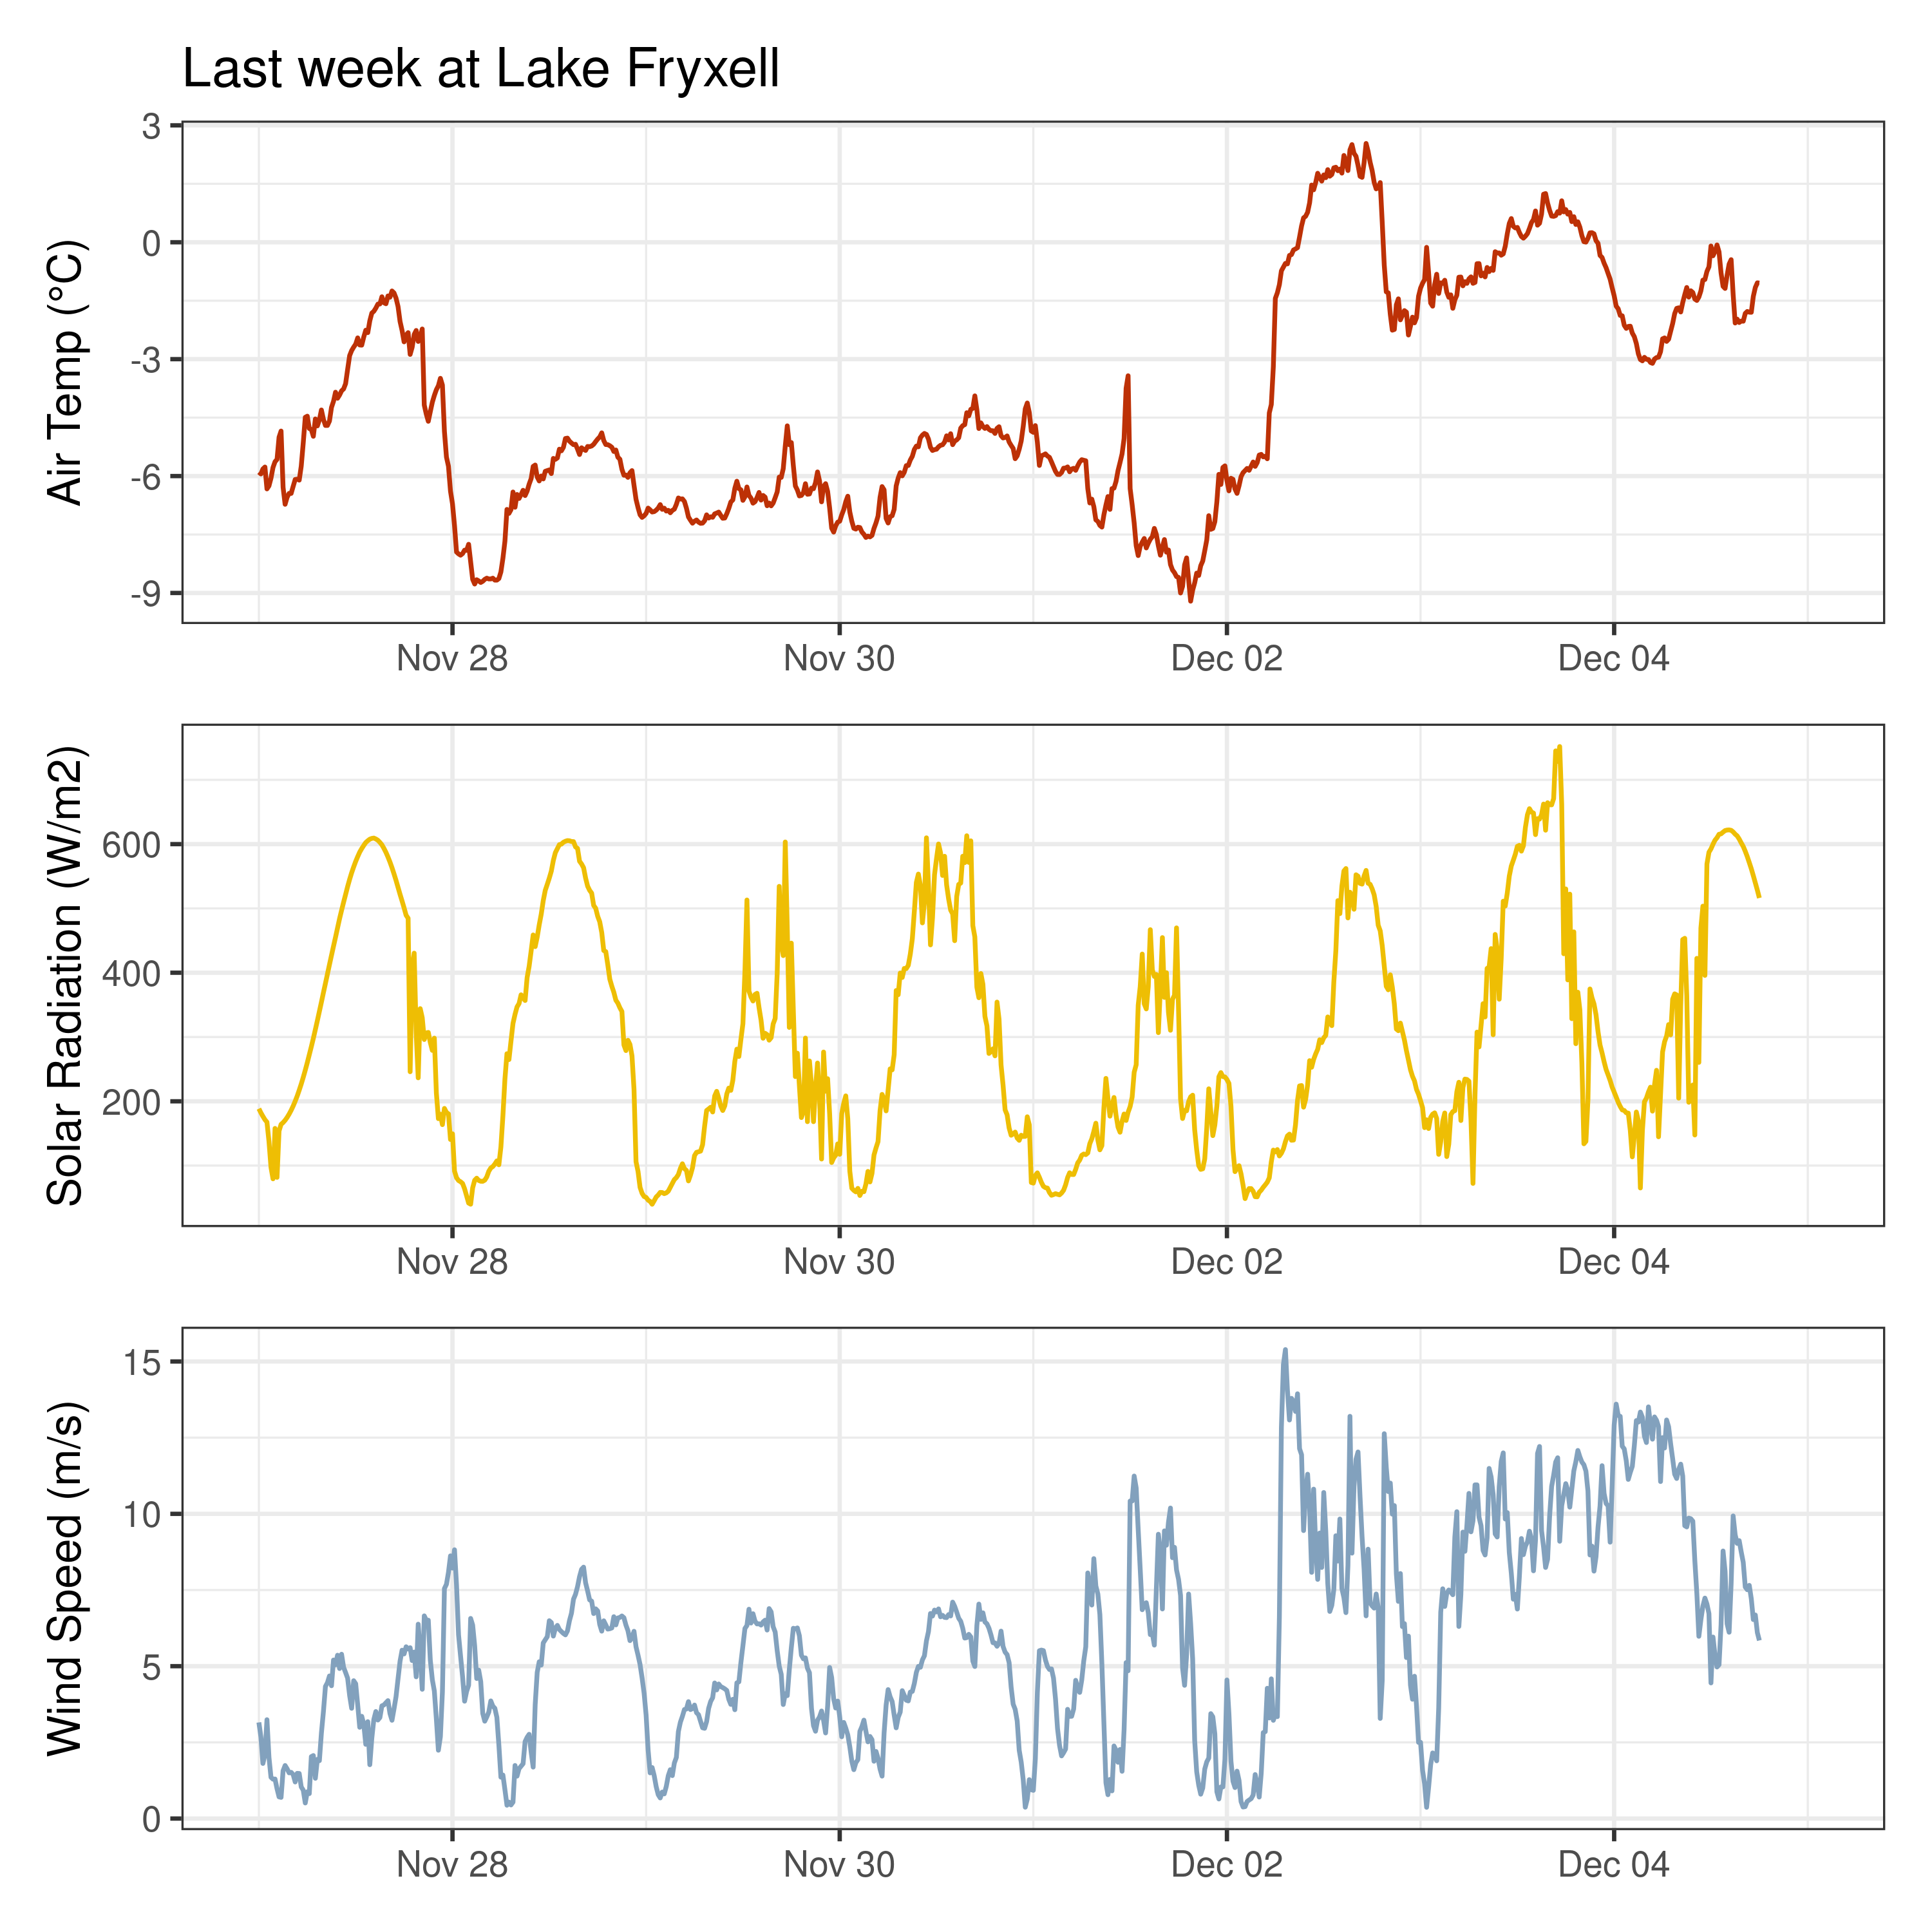 Last week at Lake Fryxell
Air Temp (°C)
3
0
-3
-6
-9
Nov 28 Nov 30 Dec 02 Dec 04
Solar Radiation (W/m2)
600
400
200
Nov 28 Nov 30 Dec 02 Dec 04
Wind Speed (m/s)
15
10
5
0
Nov 28 Nov 30 Dec 02 Dec 04